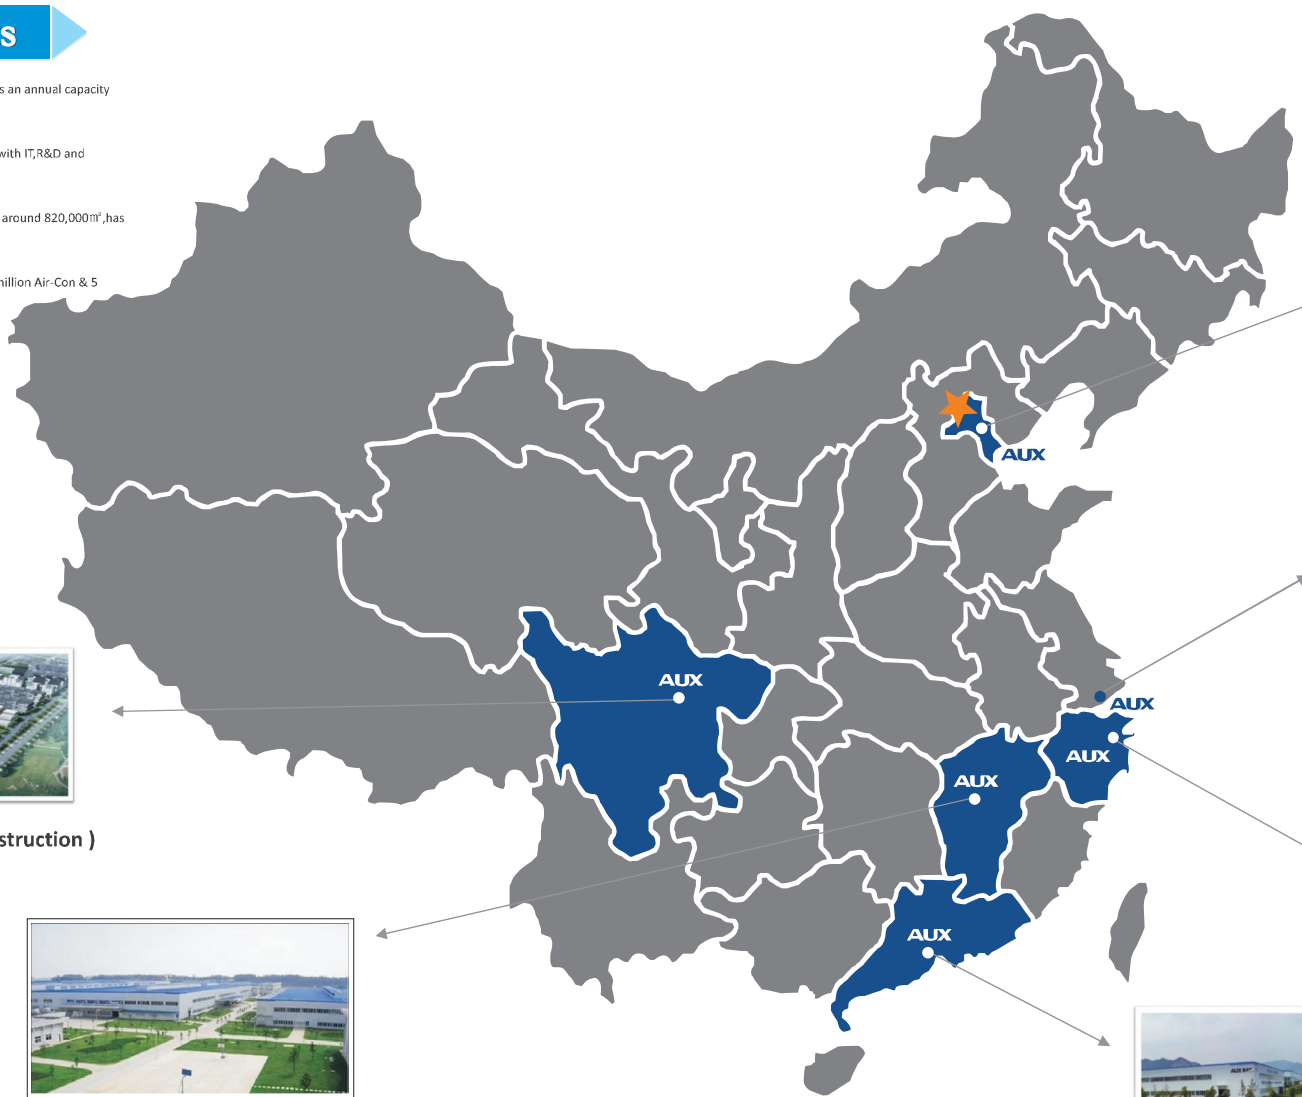 s
s an annual capacity
with IT,R&D and
around 820,000㎡,has
million Air-Con & 5
AUX
AUX
AUX
AUX
AUX
struction )
AUX